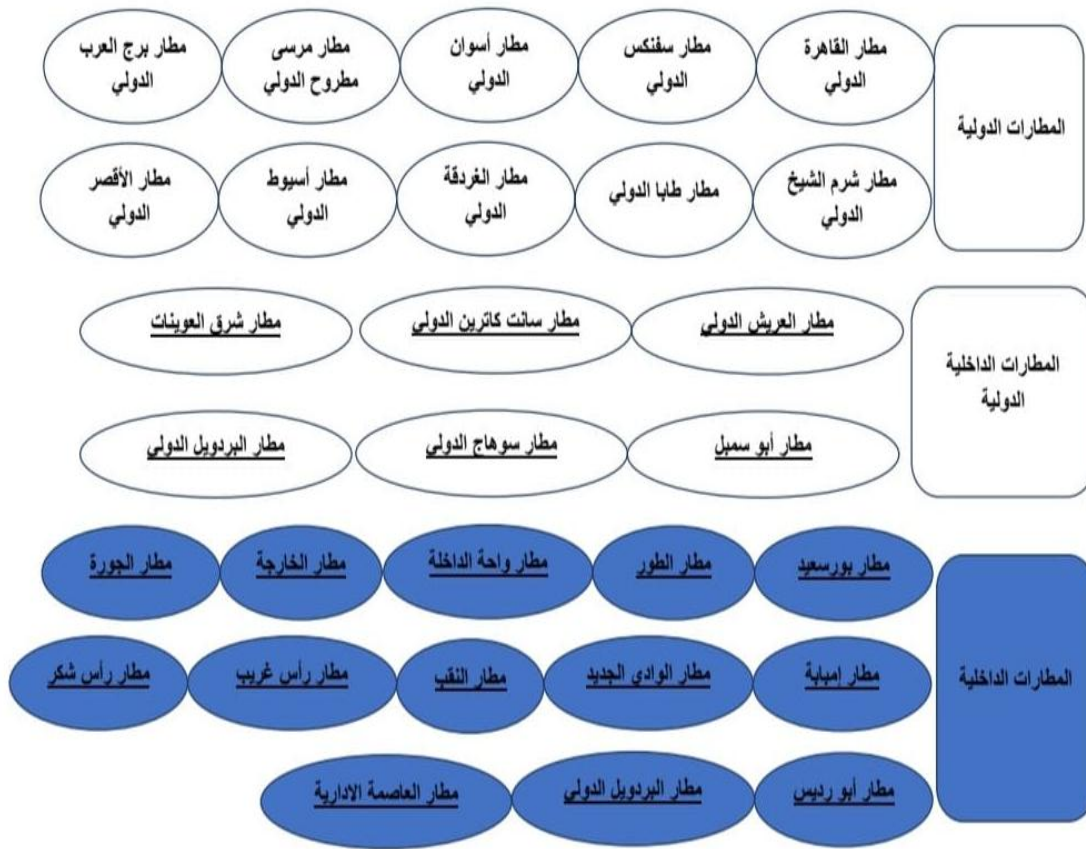 المطارات الدولية
مطار القاهرة
الدولي
مطار سفنكس
الدولي
مطار أسوان
الدولي
مطار مرسى
مطروح الدولي
مطار برج العرب
الدولي
مطار شرم الشيخ
الدولي
مطار طابا الدولي
مطار الغردقة
الدولي
مطار أسيوط
الدولي
مطار الأقصر
الدولي
المطارات الداخلية
الدولية
مطار العريش الدولي
مطار سانت كاترين الدولي
مطار شرق العوينات
مطار أبو سمبل
مطار سوهاج الدولي
مطار البردويل الدولي
المطارات الداخلية
مطار بورسعيد
مطار الطور
مطار واحة الداخلة
مطار الخارجة
مطار الجورة
مطار إمبابة
مطار الوادي الجديد
مطار النقب
مطار رأس غريب
مطار رأس شكر
مطار أبو رديس
مطار البردويل الدولي
مطار العاصمة الادارية